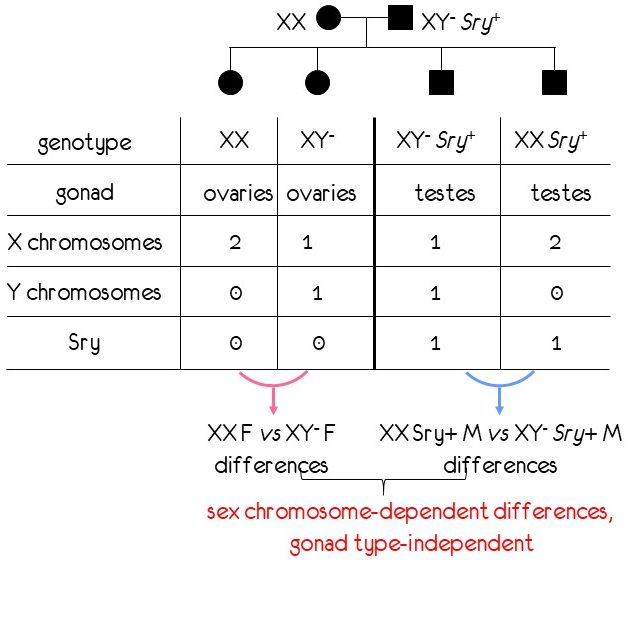 XX XY⁻ Sry⁺
genotype XX XY⁻ XY⁻ Sry⁺ XX Sry⁺
gonad ovaries ovaries testes testes
X chromosomes 2 1 1 2
Y chromosomes 0 1 1 0
Sry 0 0 1 1
XX F vs XY⁻ F XX Sry+ M vs XY⁻ Sry+ M
differences differences
sex chromosome-dependent differences,
gonad type-independent